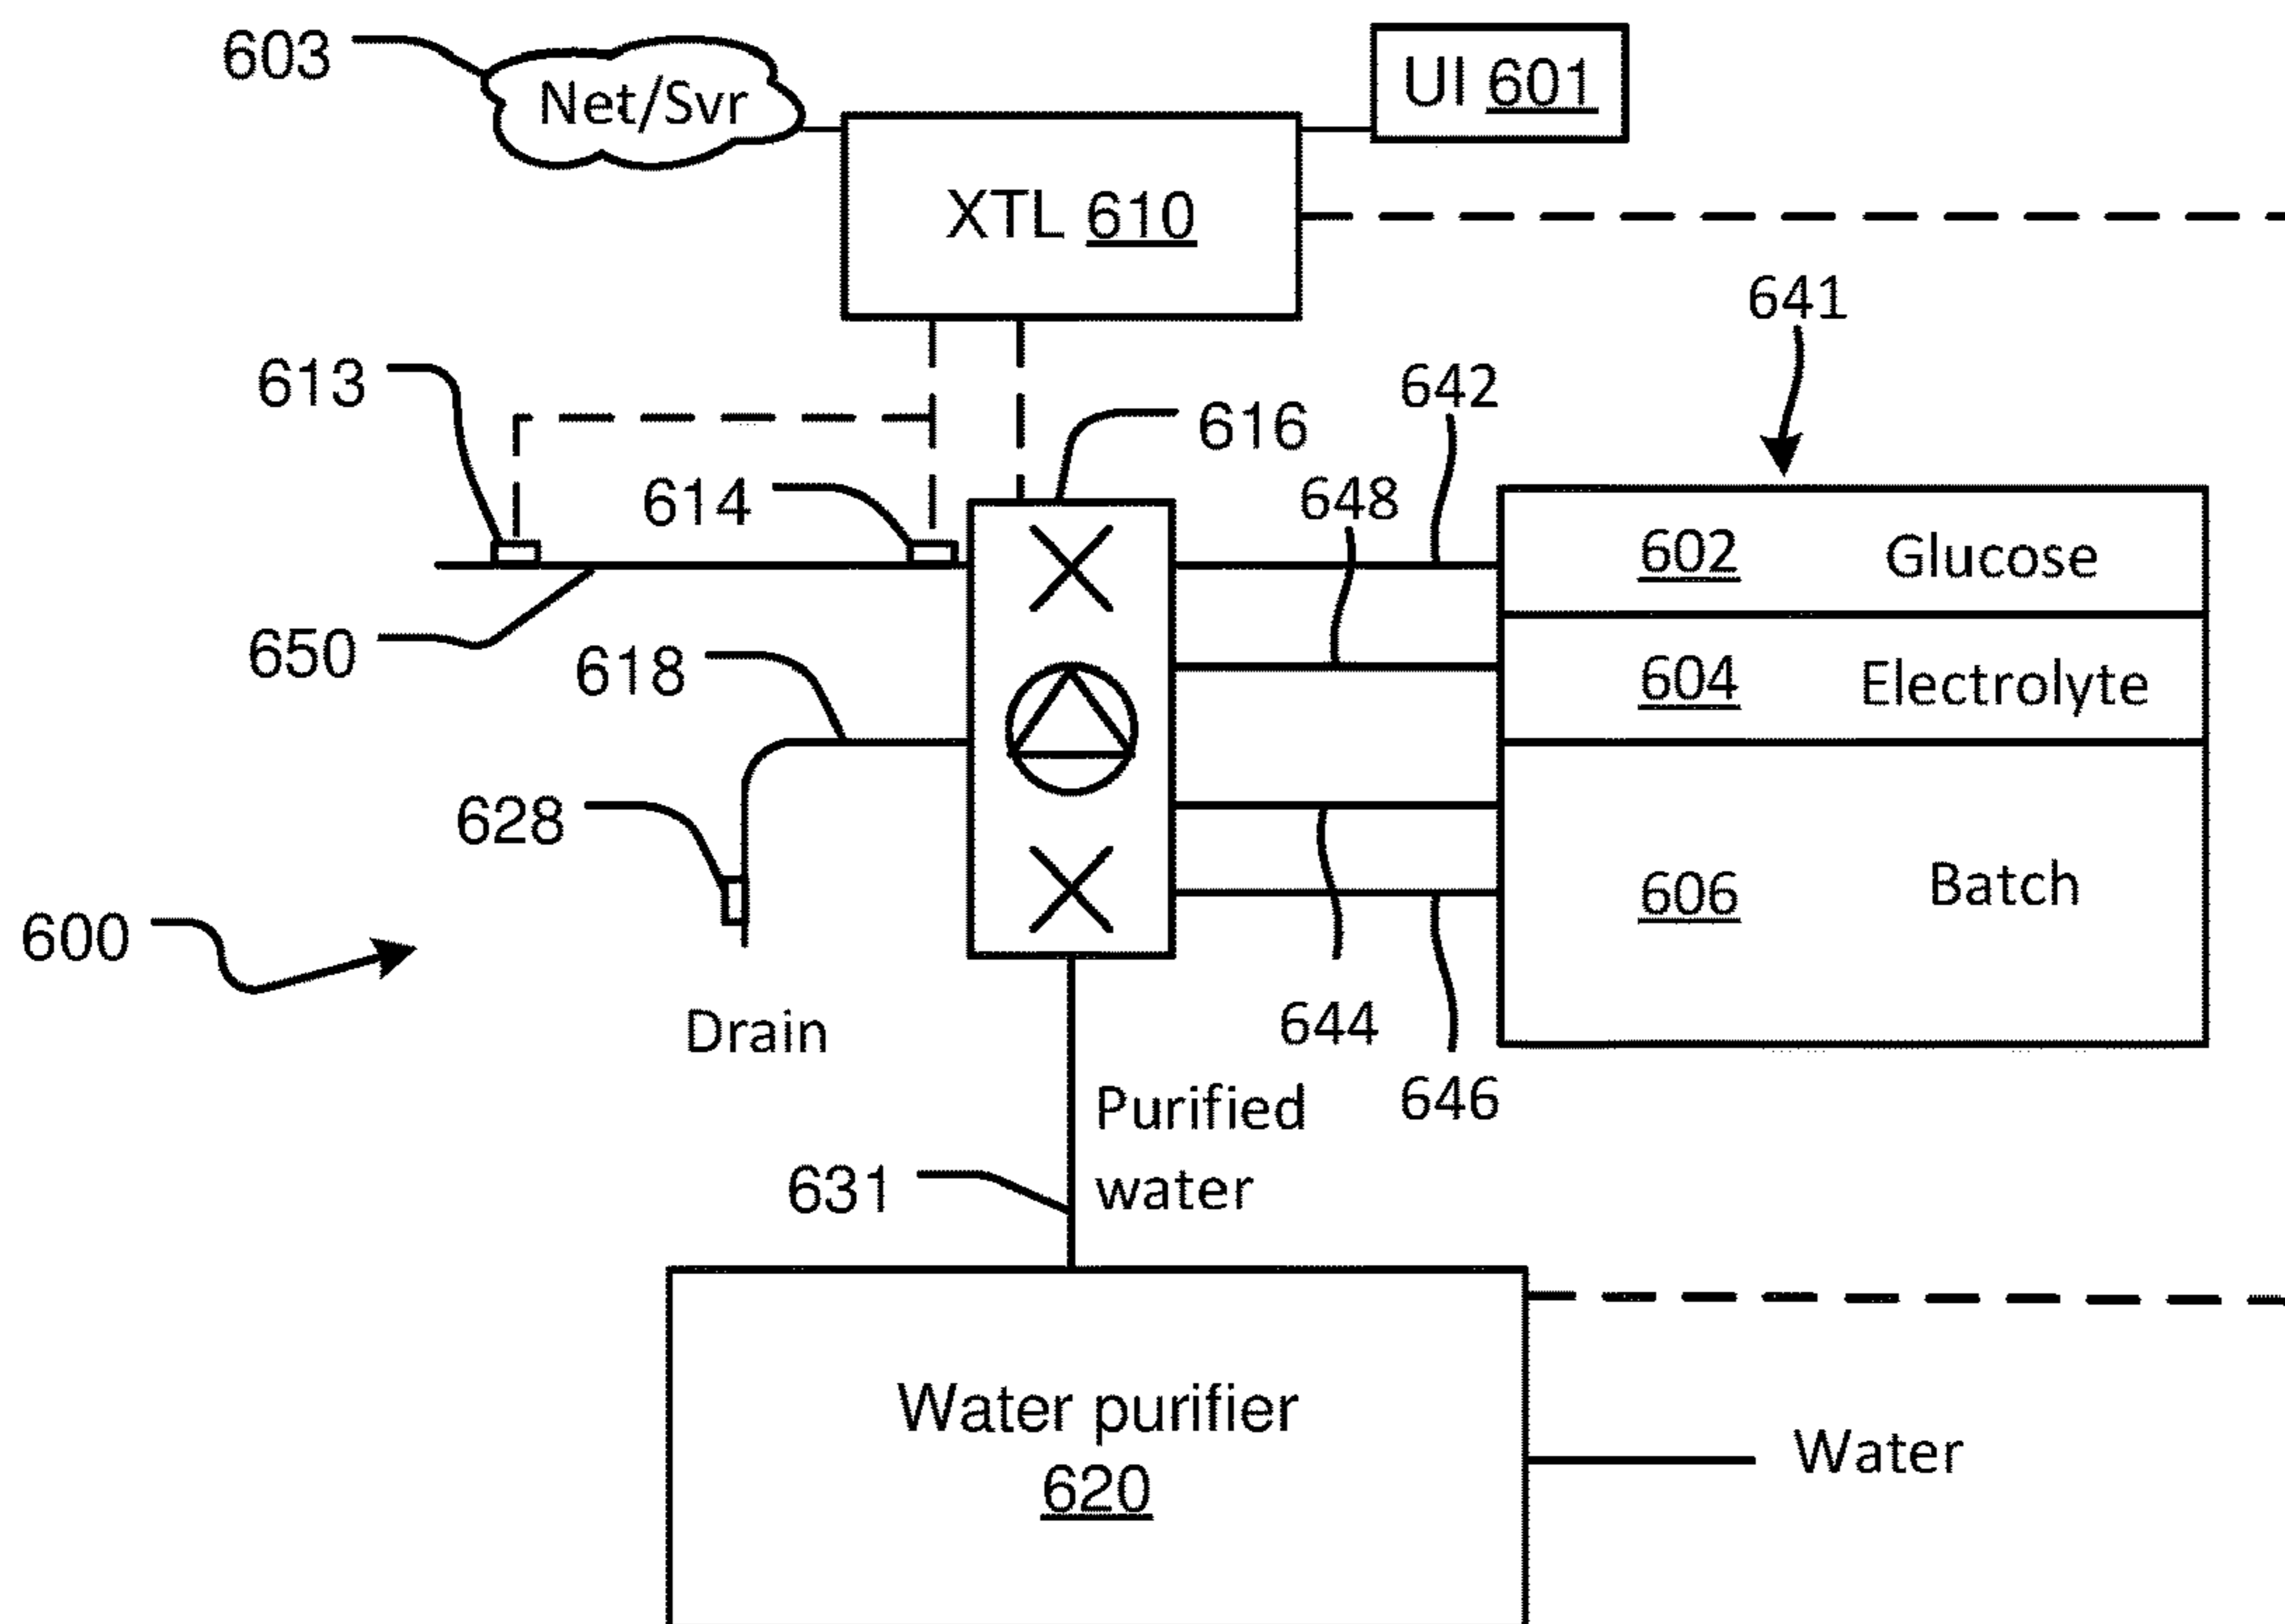 603
Net/Svr
UI 601
XTL 610
641
613
642
616
614
648
602 Glucose
650
618
604 Electrolyte
628
606 Batch
600
Drain
644
646
Purified
water
631
Water purifier
620
Water